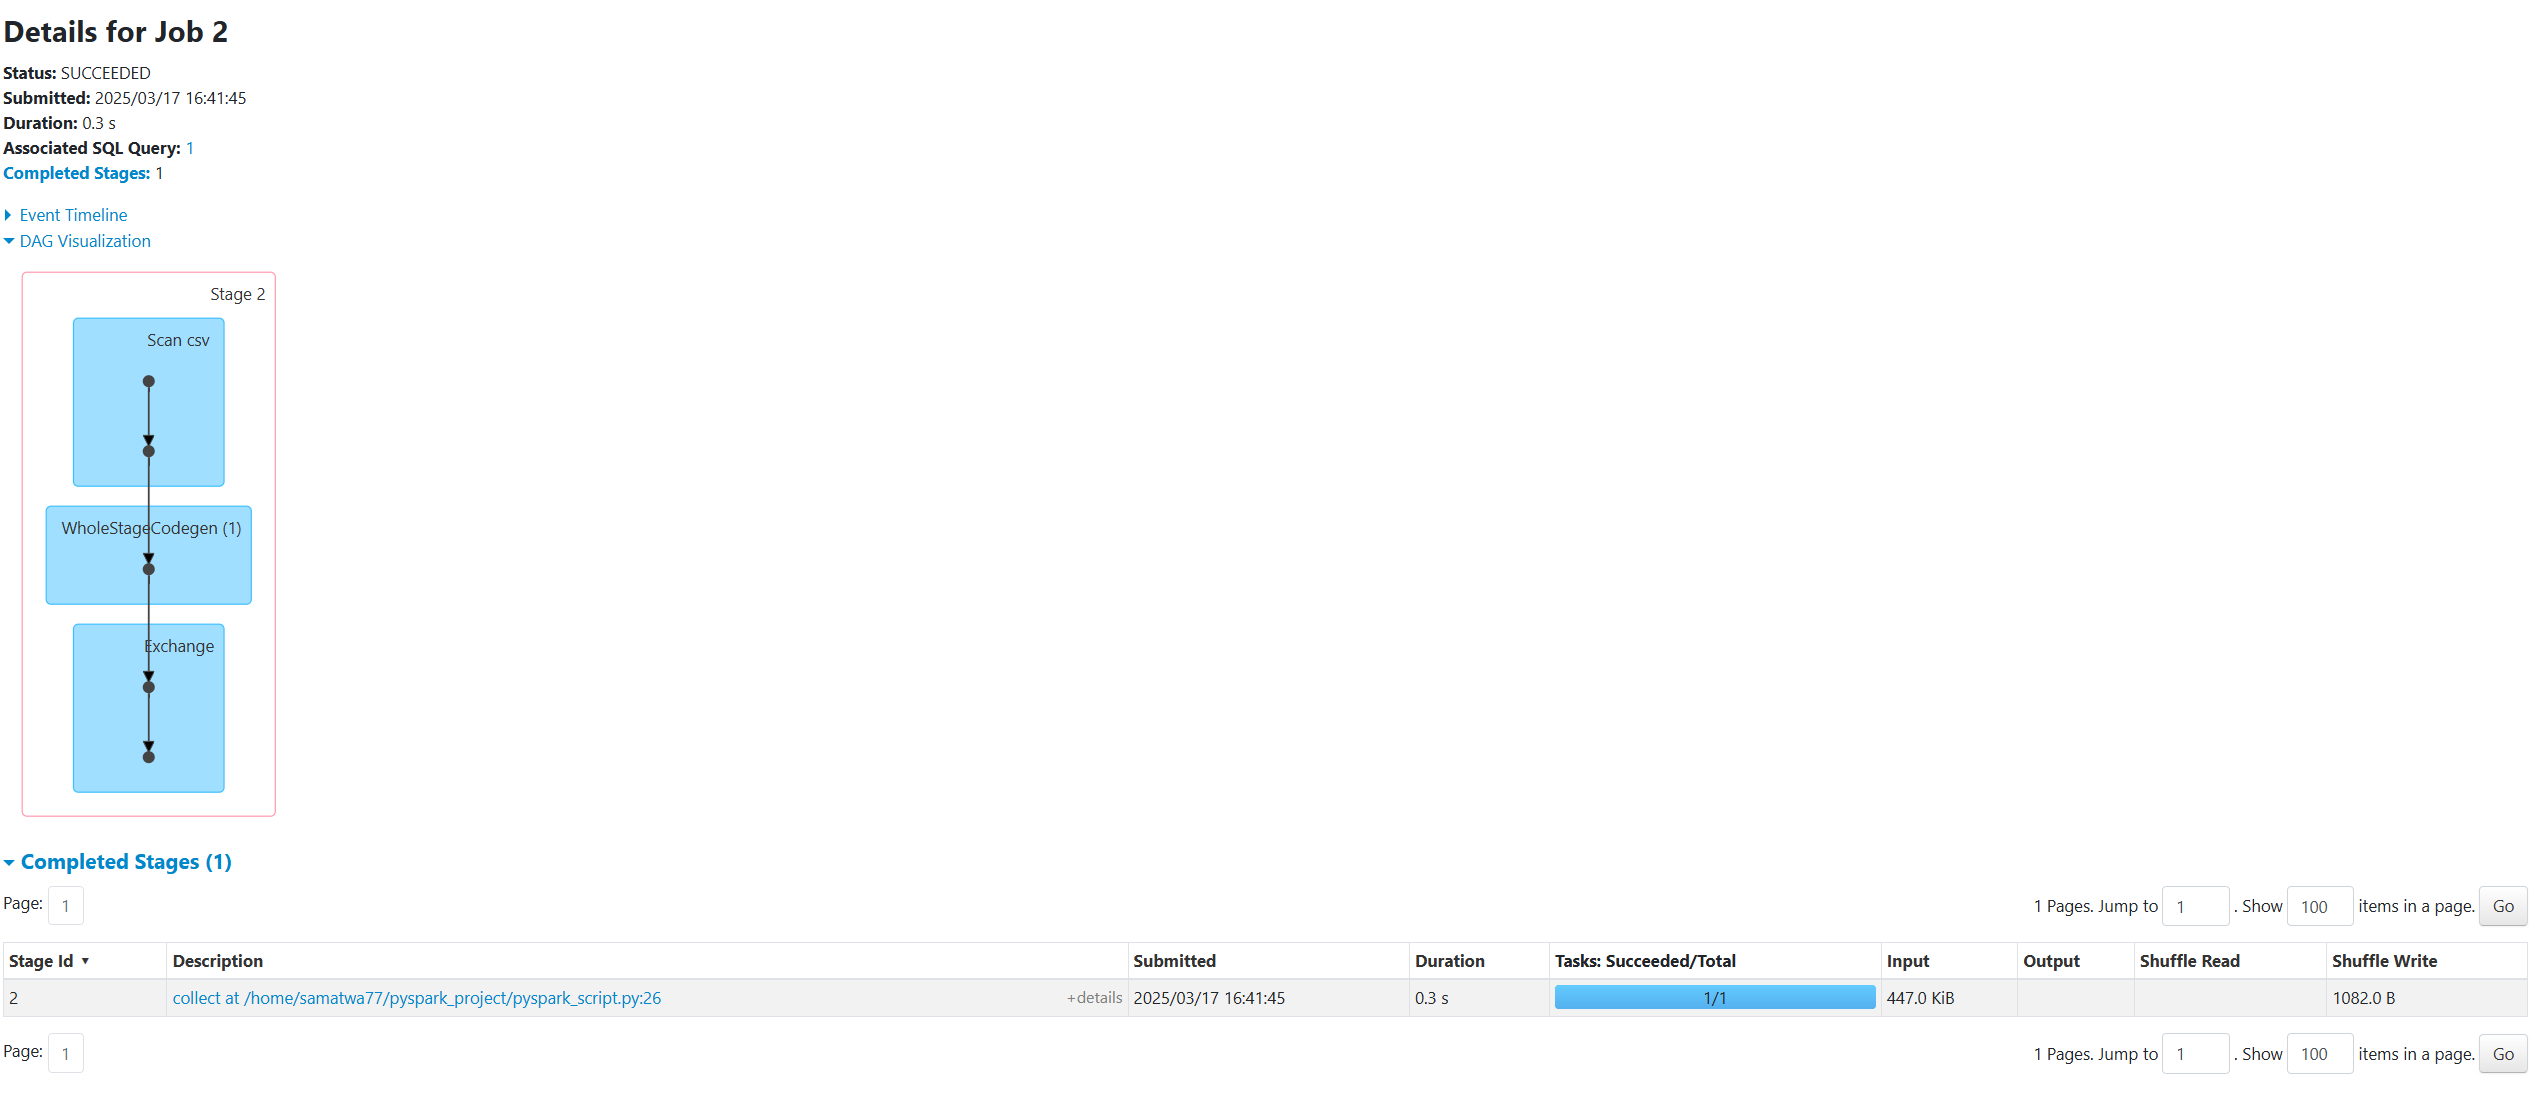 Details for Job 2
Status: SUCCEEDED
Submitted: 2025/03/17 16:41:45
Duration: 0.3 s
Associated SQL Query: 1
Completed Stages: 1
Event Timeline
DAG Visualization
Stage 2
Scan csv
WholeStageCodegen (1)
Exchange
Completed Stages (1)
Page: 1 1 Pages. Jump to 1 . Show 100 items in a page. Go
Stage Id ▾ Description Submitted Duration Tasks: Succeeded/Total Input Output Shuffle Read Shuffle Write
2 collect at /home/samatwa77/pyspark_project/pyspark_script.py:26 +details 2025/03/17 16:41:45 0.3 s 1/1 447.0 KiB 1082.0 B
Page: 1 1 Pages. Jump to 1 . Show 100 items in a page. Go